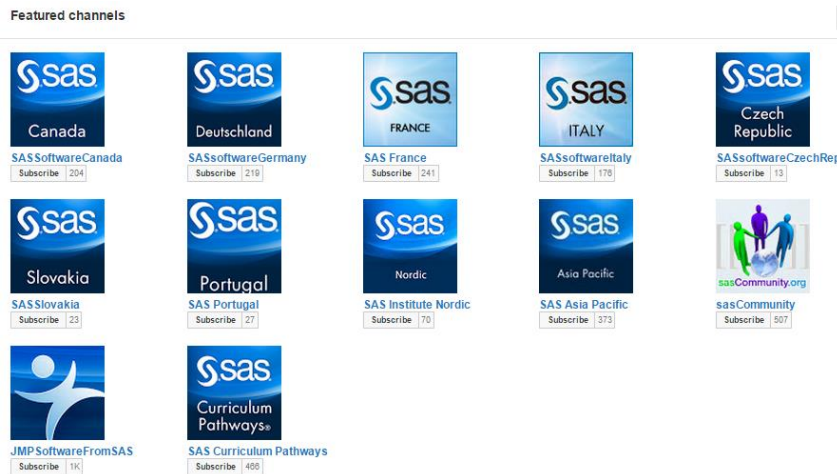 Featured channels
sas
Canada
sas
Deutschland
sas
FRANCE
sas
ITALY
sas
Czech
Republic
SASSoftwareCanada
SASsoftwareGermany
SAS France
SASsoftwareItaly
SASsoftwareCzechRep
Subscribe 204
Subscribe 219
Subscribe 241
Subscribe 176
Subscribe 13
sas
Slovakia
sas
Portugal
sas
Nordic
sas
Asia Pacific
sasCommunity.org
SASSlovakia
SAS Portugal
SAS Institute Nordic
SAS Asia Pacific
sasCommunity
Subscribe 23
Subscribe 27
Subscribe 70
Subscribe 373
Subscribe 507
sas
Curriculum
Pathways®
JMPSoftwareFromSAS
SAS Curriculum Pathways
Subscribe 1K
Subscribe 466